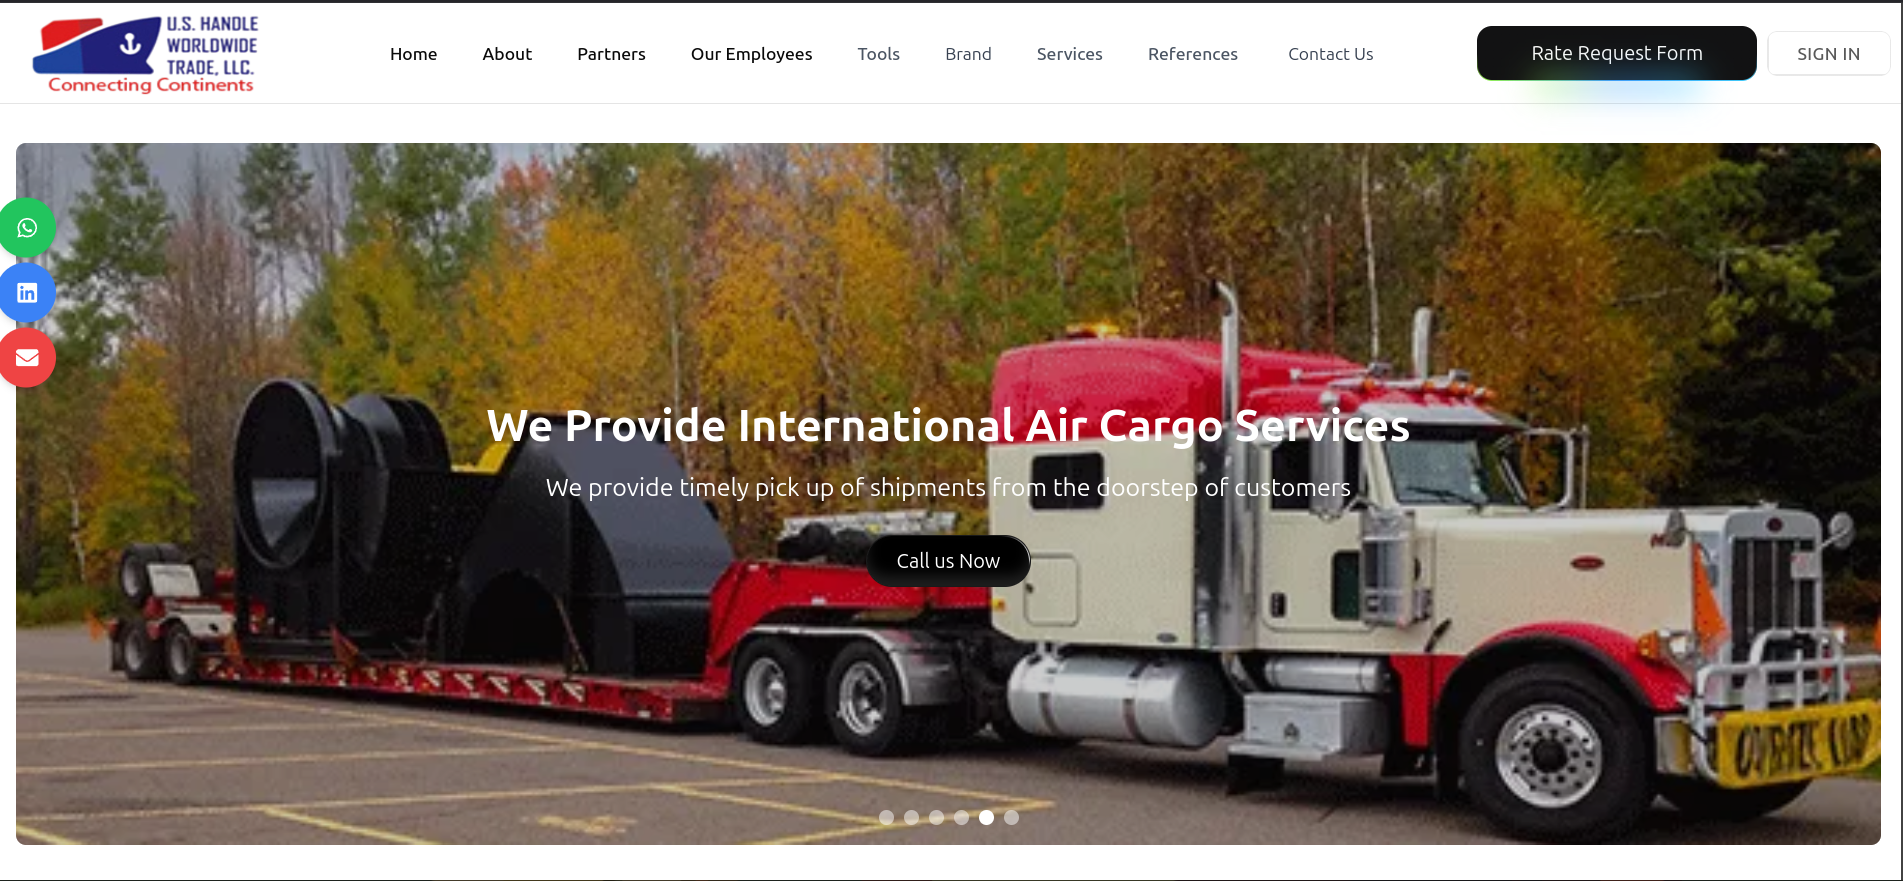 U.S. HANDLE
WORLDWIDE
TRADE, LLC.
Connecting Continents
Home
About
Partners
Our Employees
Tools
Brand
Services
References
Contact Us
Rate Request Form
SIGN IN
We Provide International Air Cargo Services
We provide timely pick up of shipments from the doorstep of customers
Call us Now